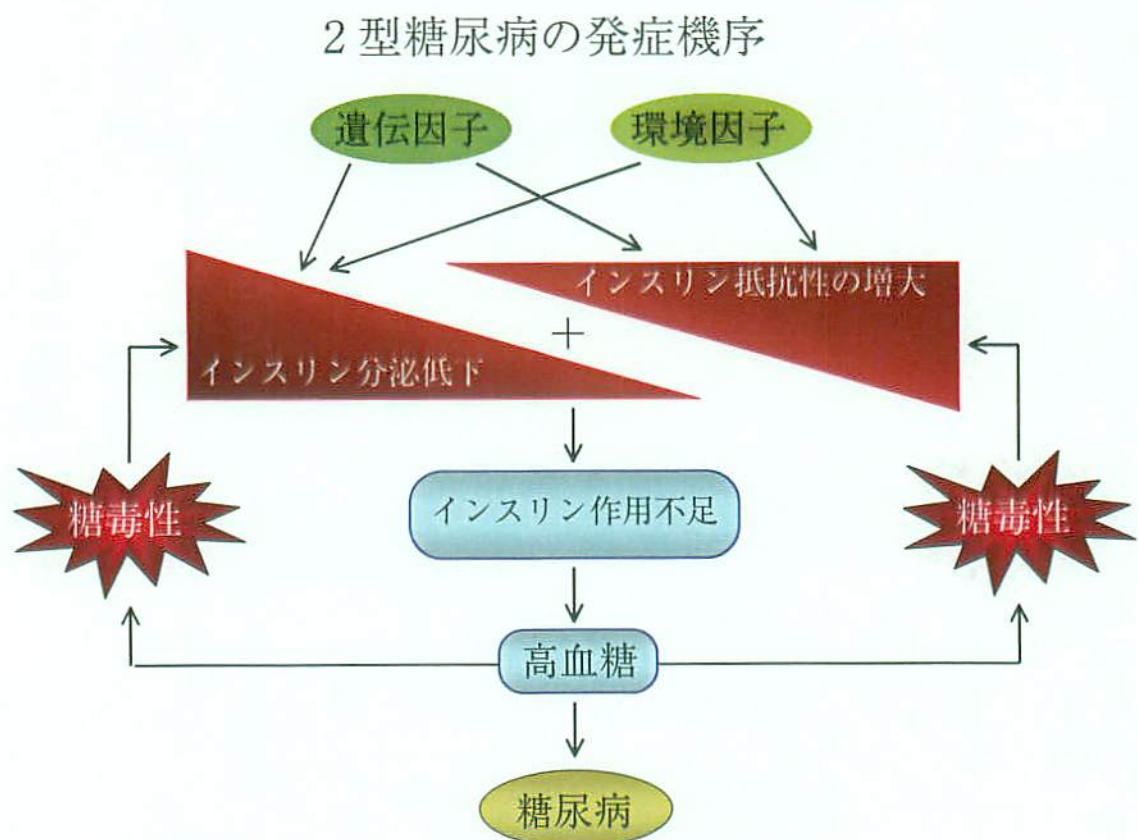 2型糖尿病の発症機序
遺伝因子
環境因子
インスリン抵抗性の増大
+
インスリン分泌低下
糖毒性
インスリン作用不足
糖毒性
高血糖
糖尿病